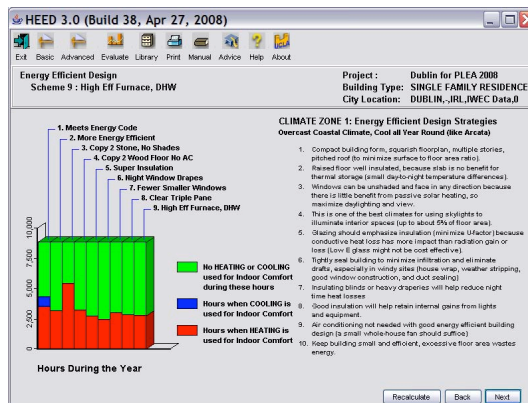 HEED 3.0 (Build 38, Apr 27, 2008)
Exit Basic Advanced Evaluate Library Print Manual Advice Help About
Energy Efficient Design
Scheme 9 : High Eff Furnace, DHW
Project : Dublin for PLEA 2008
Building Type: SINGLE FAMILY RESIDENCE
City Location: DUBLIN,-,IRL,IWEC Data,0
1. Meets Energy Code
2. More Energy Efficient
3. Copy 2 Stone, No Shades
4. Copy 2 Wood Floor No AC
5. Super Insulation
6. Night Window Drapes
7. Fewer Smaller Windows
8. Clear Triple Pane
9. High Eff Furnace, DHW
10,000
7,500
5,000
2,500
0
Hours During the Year
No HEATING or COOLING
used for Indoor Comfort
during these hours
Hours when COOLING is
used for Indoor Comfort
Hours when HEATING is
used for Indoor Comfort
CLIMATE ZONE 1: Energy Efficient Design Strategies
Overcast Coastal Climate, Cool all Year Round (like Arcata)
1. Compact building form, squarish floorplan, multiple stories,
pitched roof (to minimize surface to floor area ratio).
2. Raised floor well insulated, because slab is no benefit for
thermal storage (small day-to-night temperature differences).
3. Windows can be unshaded and face in any direction because
there is little benefit from passive solar heating, so
maximize daylighting and view.
4. This is one of the best climates for using skylights to
illuminate interior spaces (up to about 5% of floor area).
5. Glazing should emphasize insulation (minimize U-factor) because
conductive heat loss has more impact than radiation gain or
loss (Low E glass might not be cost effective).
6. Tightly seal building to minimize infiltration and eliminate
drafts, especially in windy sites (house wrap, weather stripping,
good window construction, and duct sealing)
7. Insulating blinds or heavy draperies will help reduce night
time heat losses
8. Good insulation will help retain internal gains from lights
and equipment.
9. Air conditioning not needed with good energy efficient building
design (a small whole-house fan should suffice)
10. Keep building small and efficient, excessive floor area wastes
energy.
Recalculate Back Next